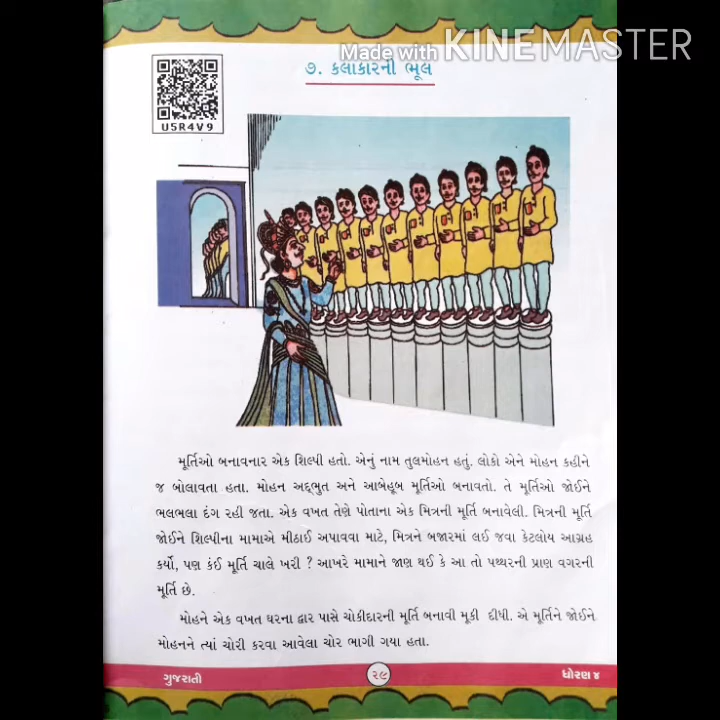 Made with KINEMASTER
૭. કલાકારની ભૂલ
U5R4V9
મૂર્તિઓ બનાવનાર એક શિલ્પી હતો. એનું નામ તુલમોહન હતું. લોકો એને મોહન કહીને
જ બોલાવતા હતા. મોહન અદ્ભુત અને આબેહૂબ મૂર્તિઓ બનાવતો. તે મૂર્તિઓ જોઈને
ભલભલા દંગ રહી જતા. એક વખત તેણે પોતાના એક મિત્રની મૂર્તિ બનાવેલી. મિત્રની મૂર્તિ
જોઈને શિલ્પીના મામાએ મીઠાઈ અપાવવા માટે, મિત્રને બજારમાં લઈ જવા કેટલોય આગ્રહ
કર્યો, પણ કંઈ મૂર્તિ ચાલે ખરી ? આખરે મામાને જાણ થઈ કે આ તો પથ્થરની પ્રાણ વગરની
મૂર્તિ છે.
મોહને એક વખત ઘરના દ્વાર પાસે ચોકીદારની મૂર્તિ બનાવી મૂકી દીધી. એ મૂર્તિને જોઈને
મોહનને ત્યાં ચોરી કરવા આવેલા ચોર ભાગી ગયા હતા.
ગુજરાતી
૨૯
ધોરણ ૪